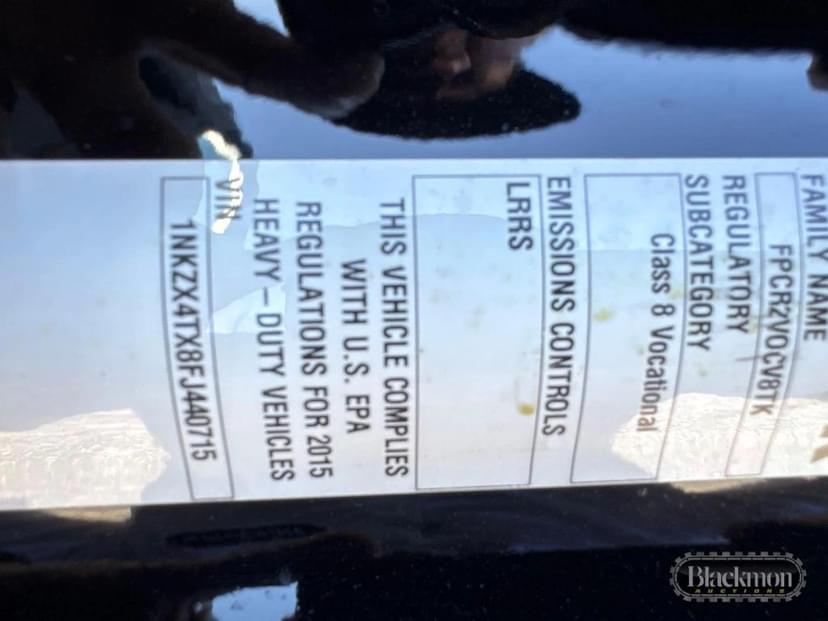 FAMILY NAME
FPCR2VOCV8TK
REGULATORY
SUBCATEGORY
Class 8 Vocational
EMISSIONS CONTROLS
LRRS
THIS VEHICLE COMPLIES
WITH U.S. EPA
REGULATIONS FOR 2015
HEAVY-DUTY VEHICLES
VIN
1NKZX4TX8FJ440715
Blackmon
AUCTIONS